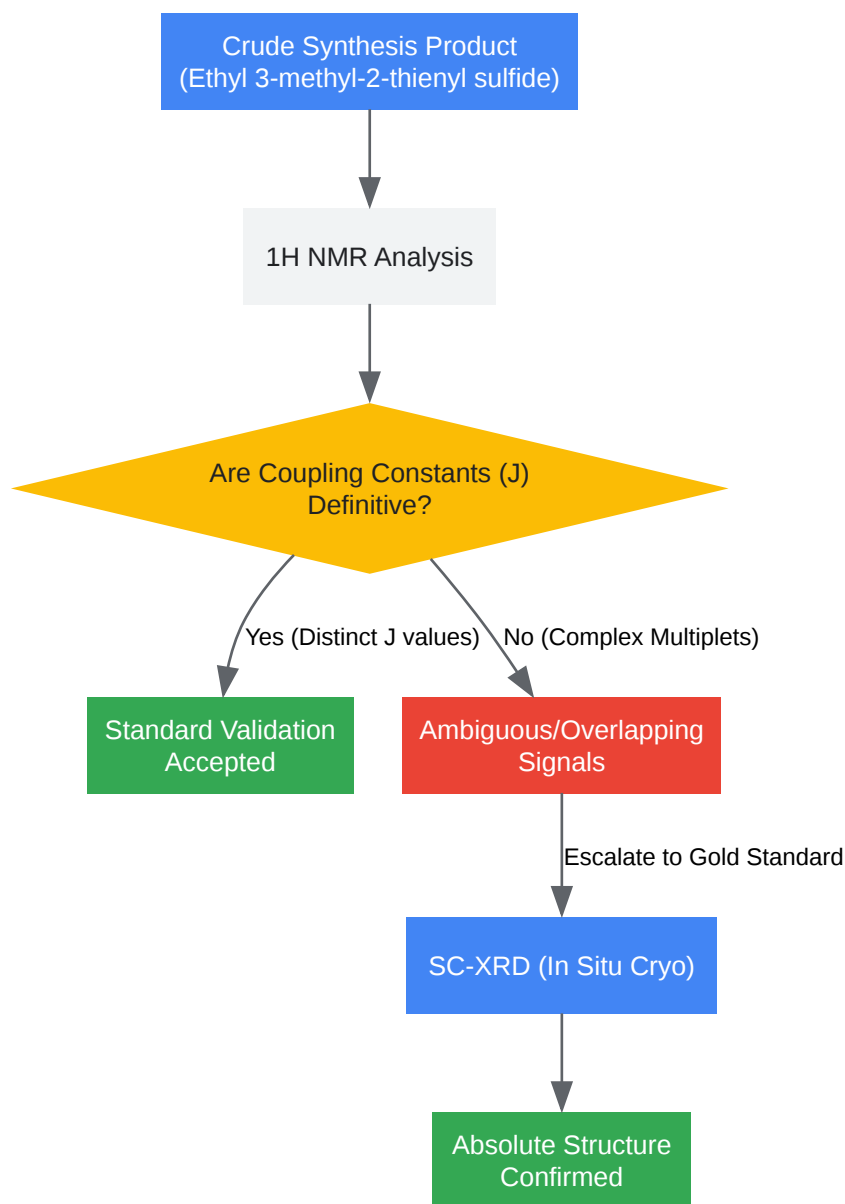 Crude Synthesis Product
(Ethyl 3-methyl-2-thienyl sulfide)
1H NMR Analysis
Are Coupling Constants (J)
Definitive?
Yes (Distinct J values)
No (Complex Multiplets)
Standard Validation
Accepted
Ambiguous/Overlapping
Signals
Escalate to Gold Standard
SC-XRD (In Situ Cryo)
Absolute Structure
Confirmed